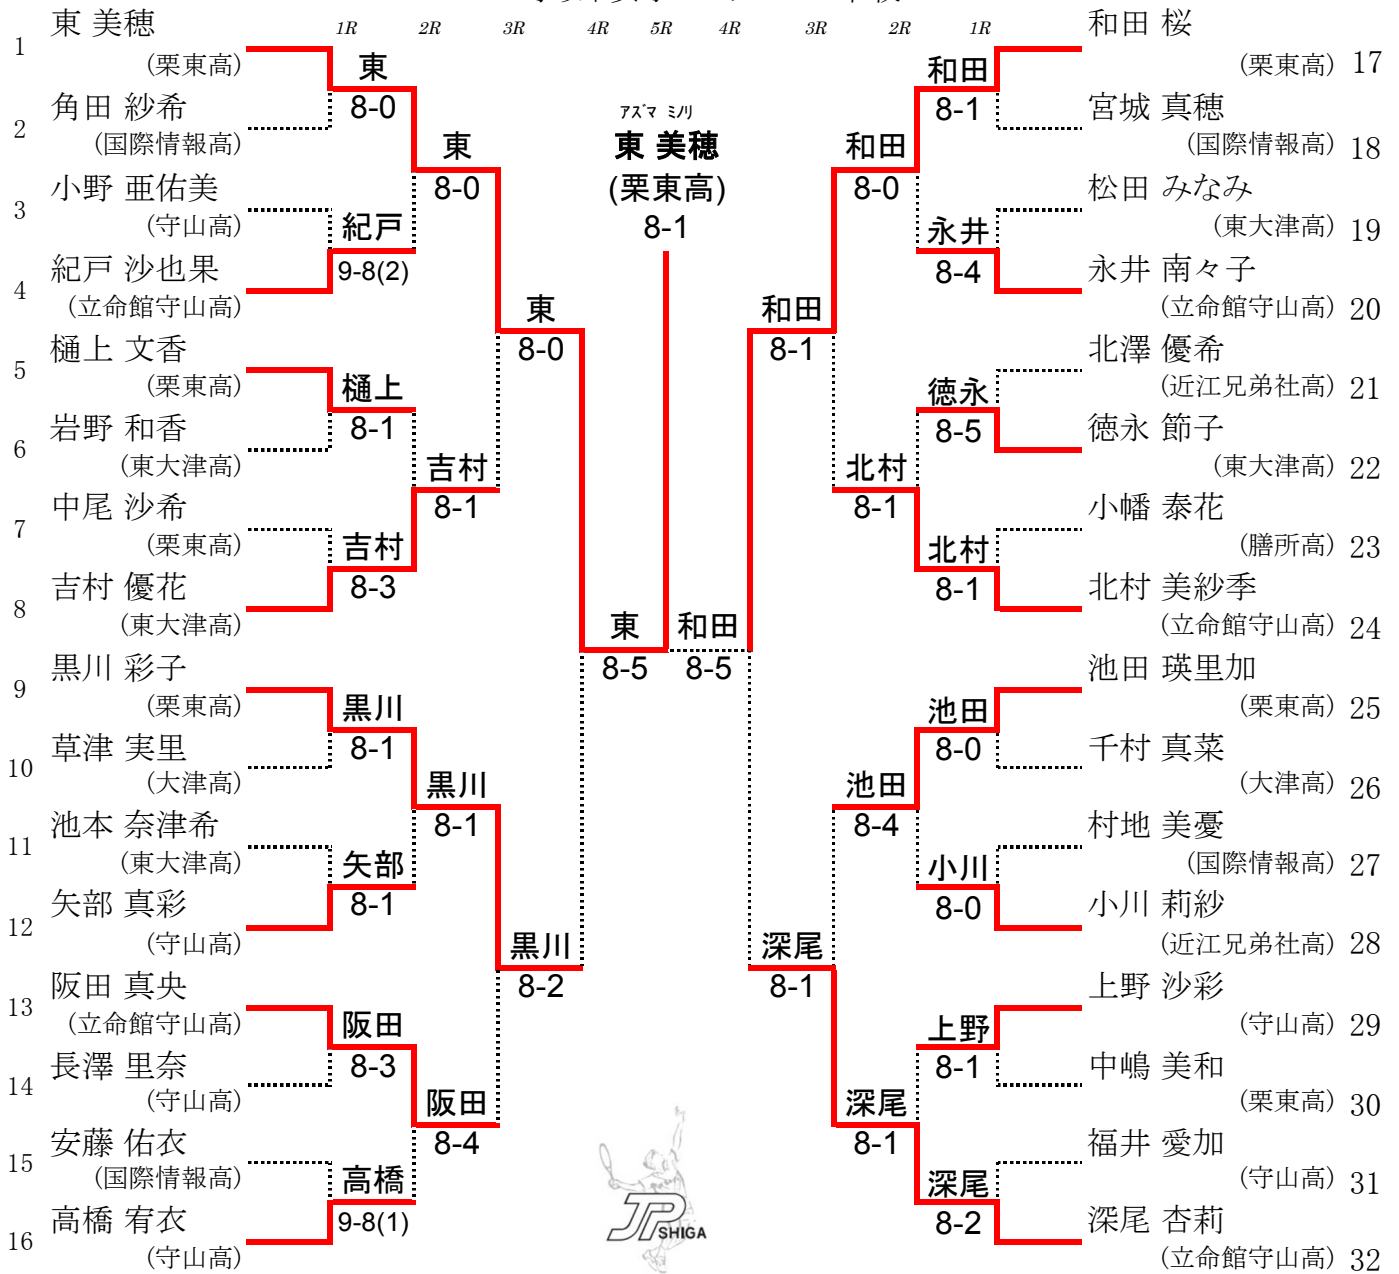 1R 2R 3R 4R 5R 4R 3R 2R 1R
1 東 美穂
(栗東高)
2 角田 紗希
(国際情報高)
3 小野 亜佑美
(守山高)
4 紀戸 沙也果
(立命館守山高)
5 樋上 文香
(栗東高)
6 岩野 和香
(東大津高)
7 中尾 沙希
(栗東高)
8 吉村 優花
(東大津高)
9 黒川 彩子
(栗東高)
10 草津 実里
(大津高)
11 池本 奈津希
(東大津高)
12 矢部 真彩
(守山高)
13 阪田 真央
(立命館守山高)
14 長澤 里奈
(守山高)
15 安藤 佑衣
(国際情報高)
16 高橋 宥衣
(守山高)
東
8-0
紀戸
9-8(2)
樋上
8-1
吉村
8-3
黒川
8-1
矢部
8-1
阪田
8-3
高橋
9-8(1)
東
8-0
吉村
8-1
黒川
8-1
阪田
8-4
東
8-0
黒川
8-2
東
8-5
アズマ ミノリ
東 美穂
(栗東高)
8-1
和田
8-5
和田
8-1
深尾
8-1
和田
8-0
北村
8-1
池田
8-4
深尾
8-1
和田
8-1
永井
8-4
徳永
8-5
北村
8-1
池田
8-0
小川
8-0
上野
8-1
深尾
8-2
和田 桜
(栗東高) 17
宮城 真穂
(国際情報高) 18
松田 みなみ
(東大津高) 19
永井 南々子
(立命館守山高) 20
北澤 優希
(近江兄弟社高) 21
徳永 節子
(東大津高) 22
小幡 泰花
(膳所高) 23
北村 美紗季
(立命館守山高) 24
池田 瑛里加
(栗東高) 25
千村 真菜
(大津高) 26
村地 美憂
(国際情報高) 27
小川 莉紗
(近江兄弟社高) 28
上野 沙彩
(守山高) 29
中嶋 美和
(栗東高) 30
福井 愛加
(守山高) 31
深尾 杏莉
(立命館守山高) 32
JP SHIGA